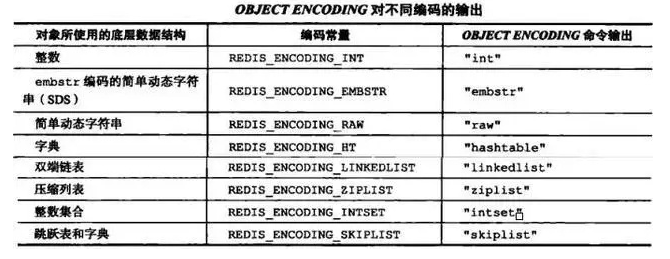 OBJECT ENCODING 对不同编码的输出
对象所使用的底层数据结构 编码常量 OBJECT ENCODING 命令输出
整数 REDIS_ENCODING_INT "int"
embstr 编码的简单动态字符
串（SDS） REDIS_ENCODING_EMBSTR "embstr"
简单动态字符串 REDIS_ENCODING_RAW "raw"
字典 REDIS_ENCODING_HT "hashtable"
双端链表 REDIS_ENCODING_LINKEDLIST "linkedlist"
压缩列表 REDIS_ENCODING_ZIPLIST "ziplist"
整数集合 REDIS_ENCODING_INTSET "intset"
跳跃表和字典 REDIS_ENCODING_SKIPLIST "skiplist"